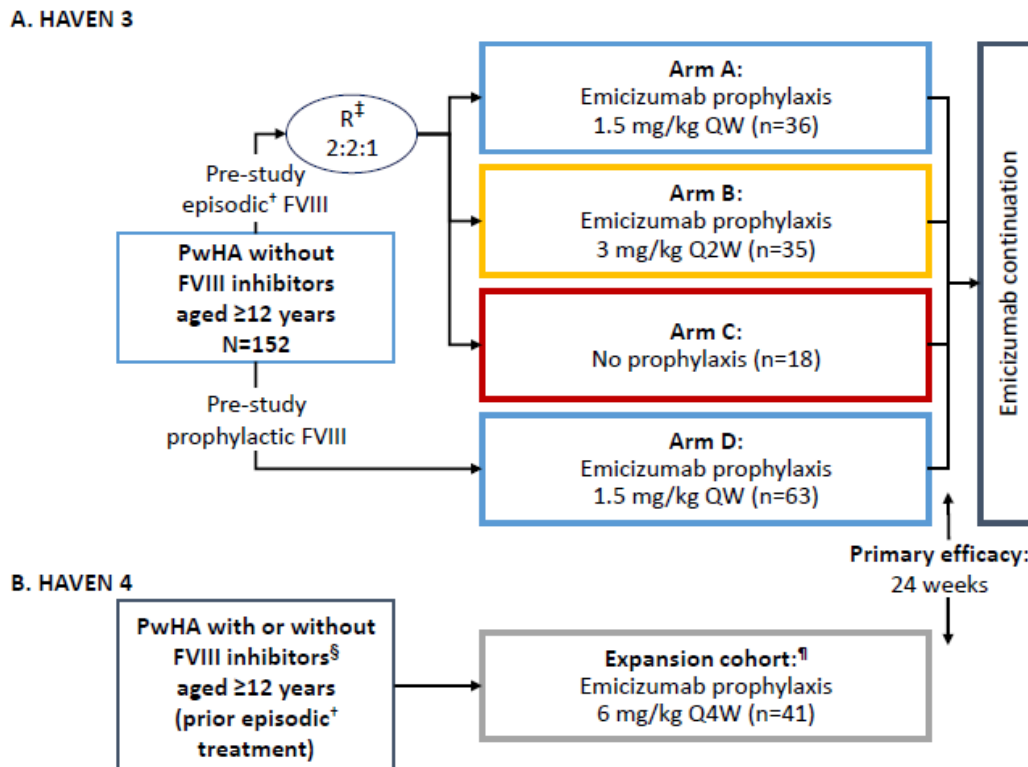 A. HAVEN 3
R‡
2:2:1
Pre-study
episodic† FVIII
PwHA without
FVIII inhibitors
aged ≥12 years
N=152
Pre-study
prophylactic FVIII
Arm A:
Emicizumab prophylaxis
1.5 mg/kg QW (n=36)
Arm B:
Emicizumab prophylaxis
3 mg/kg Q2W (n=35)
Arm C:
No prophylaxis (n=18)
Arm D:
Emicizumab prophylaxis
1.5 mg/kg QW (n=63)
Emicizumab continuation
Primary efficacy:
24 weeks
B. HAVEN 4
PwHA with or without
FVIII inhibitors§
aged ≥12 years
(prior episodic†
treatment)
Expansion cohort:¶
Emicizumab prophylaxis
6 mg/kg Q4W (n=41)